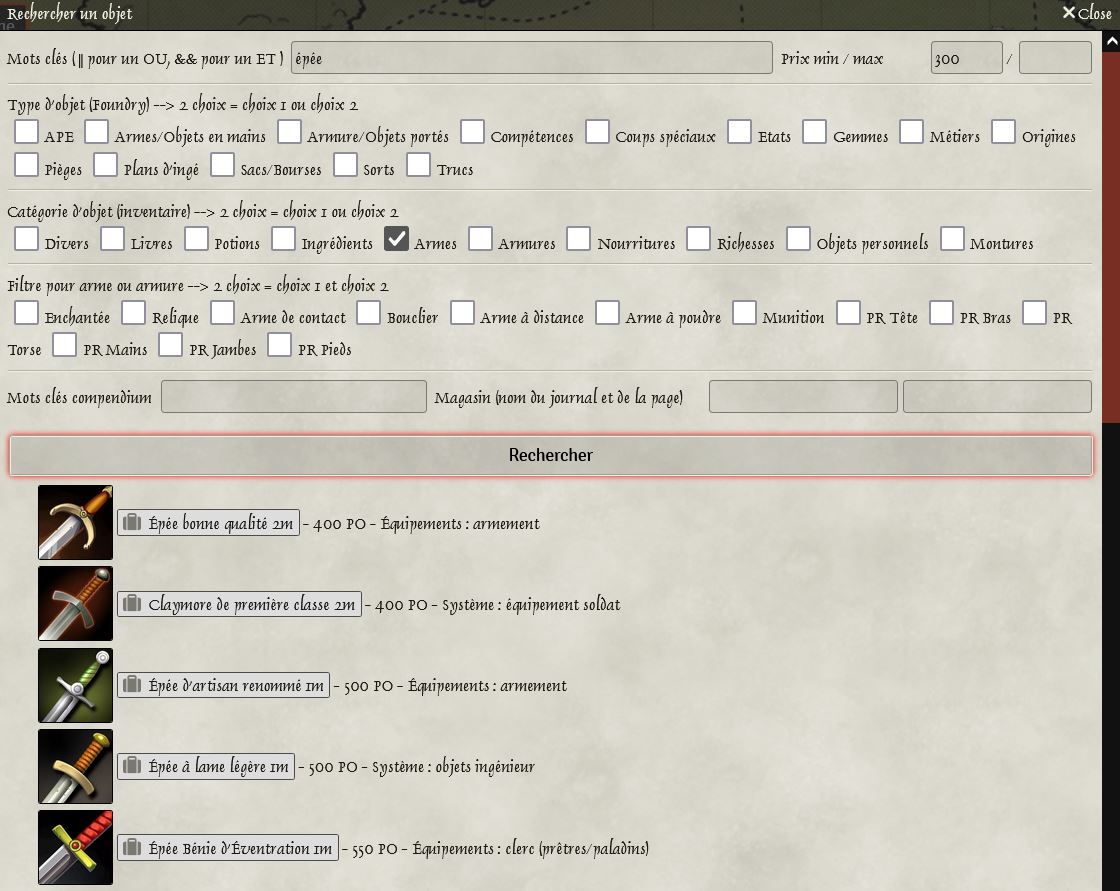 Rechercher un objet
Close
Mots clés ( || pour un OU, && pour un ET ) épée Prix min / max 300 /
Type d'objet (Foundry) --> 2 choix = choix 1 ou choix 2
APE Armes/Objets en mains Armure/Objets portés Compétences Coups spéciaux Etats Gemmes Métiers Origines
Pièges Plans d'ingé Sacs/Bourses Sorts Trucs
Catégorie d'objet (inventaire) --> 2 choix = choix 1 ou choix 2
Divers Livres Potions Ingrédients Armes Armures Nourritures Richesses Objets personnels Montures
Filtre pour arme ou armure --> 2 choix = choix 1 et choix 2
Enchantée Relique Arme de contact Bouclier Arme à distance Arme à poudre Munition PR Tête PR Bras PR
Torse PR Mains PR Jambes PR Pieds
Mots clés compendium Magasin (nom du journal et de la page)
Rechercher
Épée bonne qualité 2m - 400 PO - Équipements : armement
Claymore de première classe 2m - 400 PO - Système : équipement soldat
Épée d'artisan renommé 1m - 500 PO - Équipements : armement
Épée à lame légère 1m - 500 PO - Système : objets ingénieur
Épée Bénie d'Éventration 1m - 550 PO - Équipements : clerc (prêtres/paladins)